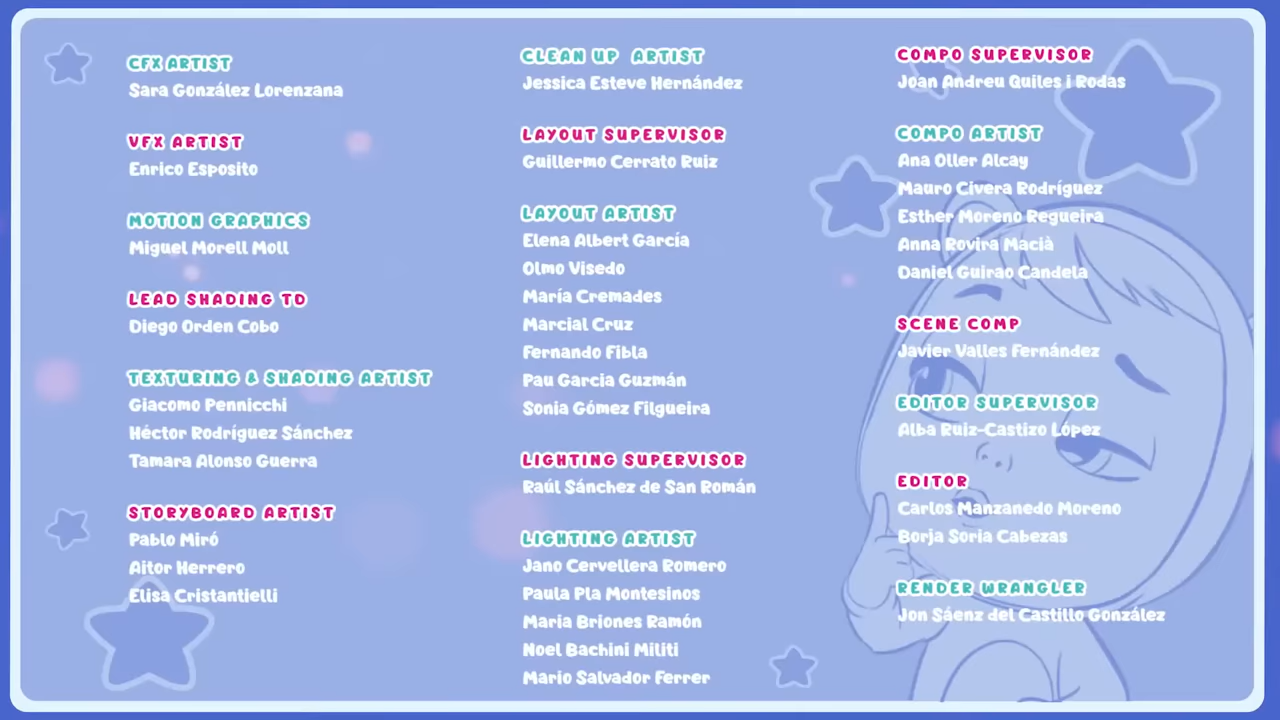 CFX ARTIST
Sara González Lorenzana
VFX ARTIST
Enrico Esposito
MOTION GRAPHICS
Miguel Morell Moll
LEAD SHADING TD
Diego Orden Cobo
TEXTURING & SHADING ARTIST
Giacomo Pennicchi
Héctor Rodríguez Sánchez
Tamara Alonso Guerra
STORYBOARD ARTIST
Pablo Miró
Aitor Herrero
Elisa Cristantielli
CLEAN UP ARTIST
Jessica Esteve Hernández
LAYOUT SUPERVISOR
Guillermo Cerrato Ruiz
LAYOUT ARTIST
Elena Albert García
Olmo Visedo
María Cremades
Marcial Cruz
Fernando Fibla
Pau Garcia Guzmán
Sonia Gómez Filgueira
LIGHTING SUPERVISOR
Raúl Sánchez de San Román
LIGHTING ARTIST
Jano Cervellera Romero
Paula Pla Montesinos
Maria Briones Ramón
Noel Bachini Militi
Mario Salvador Ferrer
COMPO SUPERVISOR
Joan Andreu Quiles i Rodas
COMPO ARTIST
Ana Oller Alcay
Mauro Civera Rodríguez
Esther Moreno Regueira
Anna Rovira Macià
Daniel Guirao Candela
SCENE COMP
Javier Valles Fernández
EDITOR SUPERVISOR
Alba Ruiz-Castizo López
EDITOR
Carlos Manzanedo Moreno
Borja Soria Cabezas
RENDER WRANGLER
Jon Sáenz del Castillo González